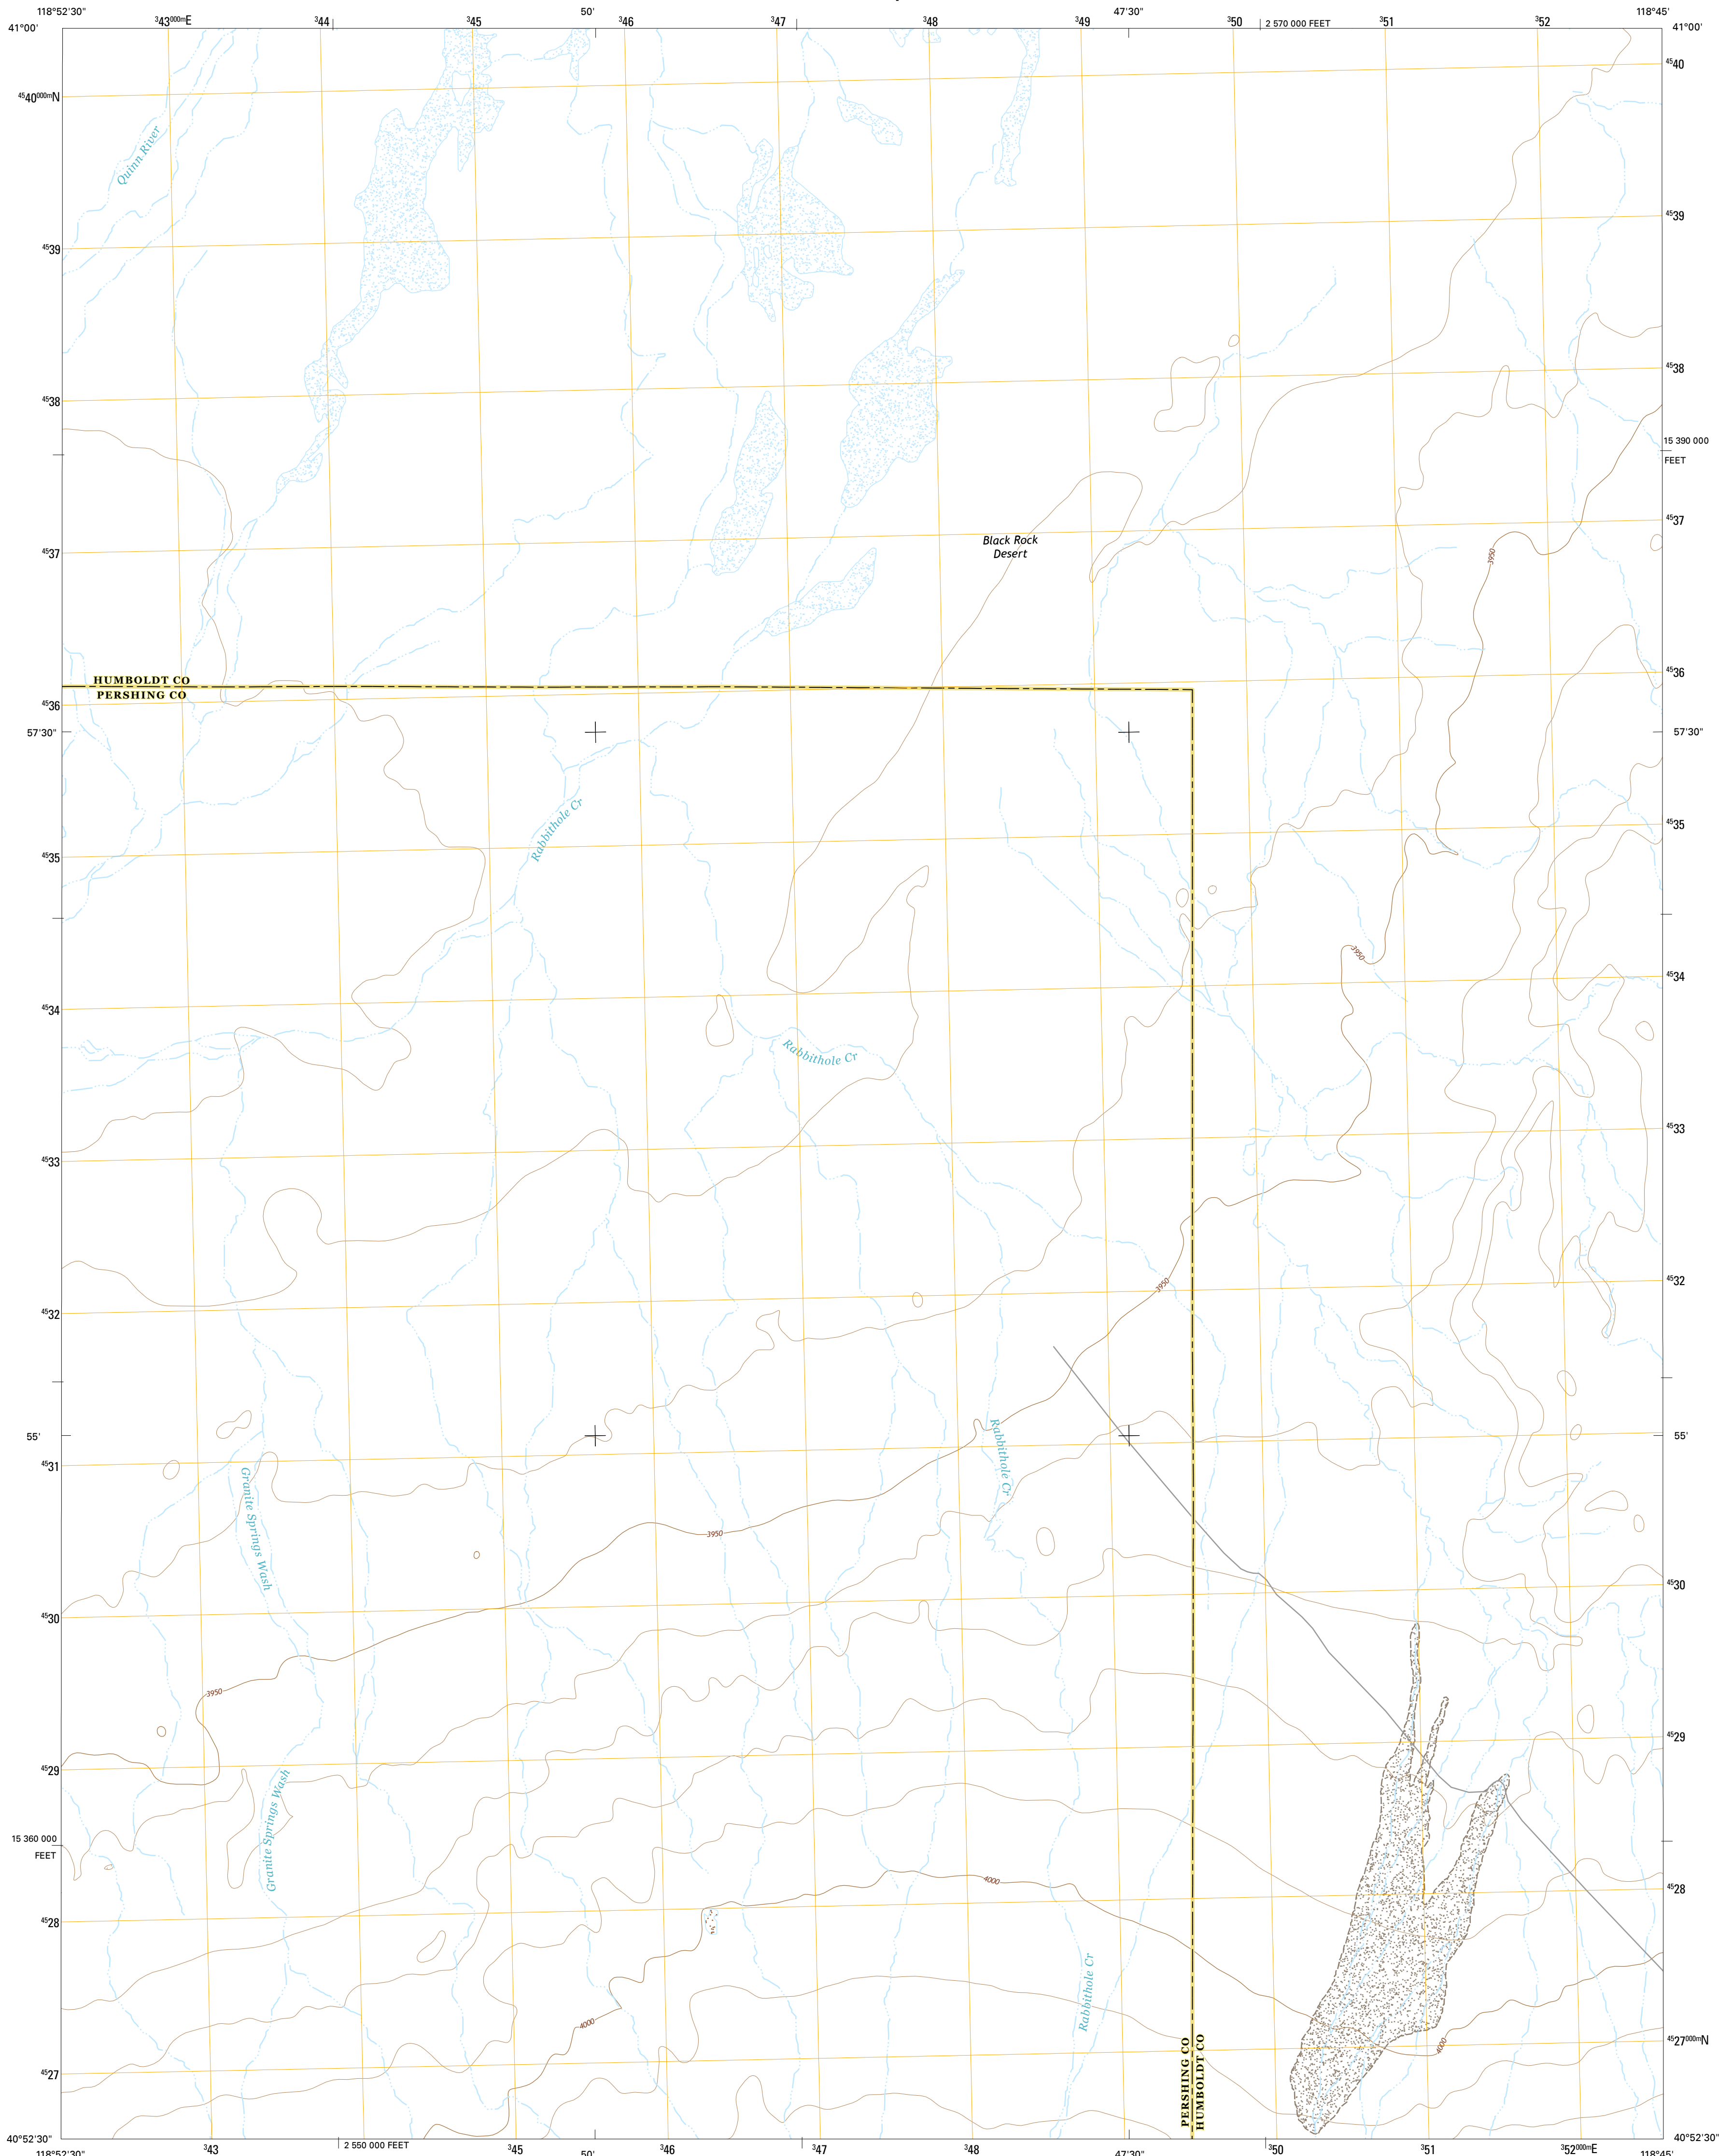 118°52'30"
³43⁰⁰⁰ᵐE
³44
³45
50'
³46
³47
³48
³49
47'30"
³50
2 570 000 FEET
³51
³52
118°45'
41°00'
41°00'
⁴⁵40⁰⁰⁰ᵐN
⁴⁵40
Quinn River
⁴⁵39
⁴⁵39
⁴⁵38
⁴⁵38
15 390 000
FEET
⁴⁵37
⁴⁵37
Black Rock
Desert
3950
HUMBOLDT CO
PERSHING CO
⁴⁵36
⁴⁵36
57'30"
57'30"
Rabbithole Cr
⁴⁵35
⁴⁵35
3950
⁴⁵34
⁴⁵34
Rabbithole Cr
⁴⁵33
⁴⁵33
3950
⁴⁵32
⁴⁵32
55'
55'
Rabbithole Cr
⁴⁵31
⁴⁵31
Granite Springs Wash
3950
⁴⁵30
⁴⁵30
3950
⁴⁵29
⁴⁵29
Granite Springs Wash
15 360 000
FEET
4000
⁴⁵28
⁴⁵28
Rabbithole Cr
4000
4000
PERSHING CO
HUMBOLDT CO
⁴⁵27
⁴⁵27⁰⁰⁰ᵐN
40°52'30"
40°52'30"
118°52'30"
³43
2 550 000 FEET
³45
50'
³46
³47
³48
47'30"
³50
³51
³52⁰⁰⁰ᵐE
118°45'